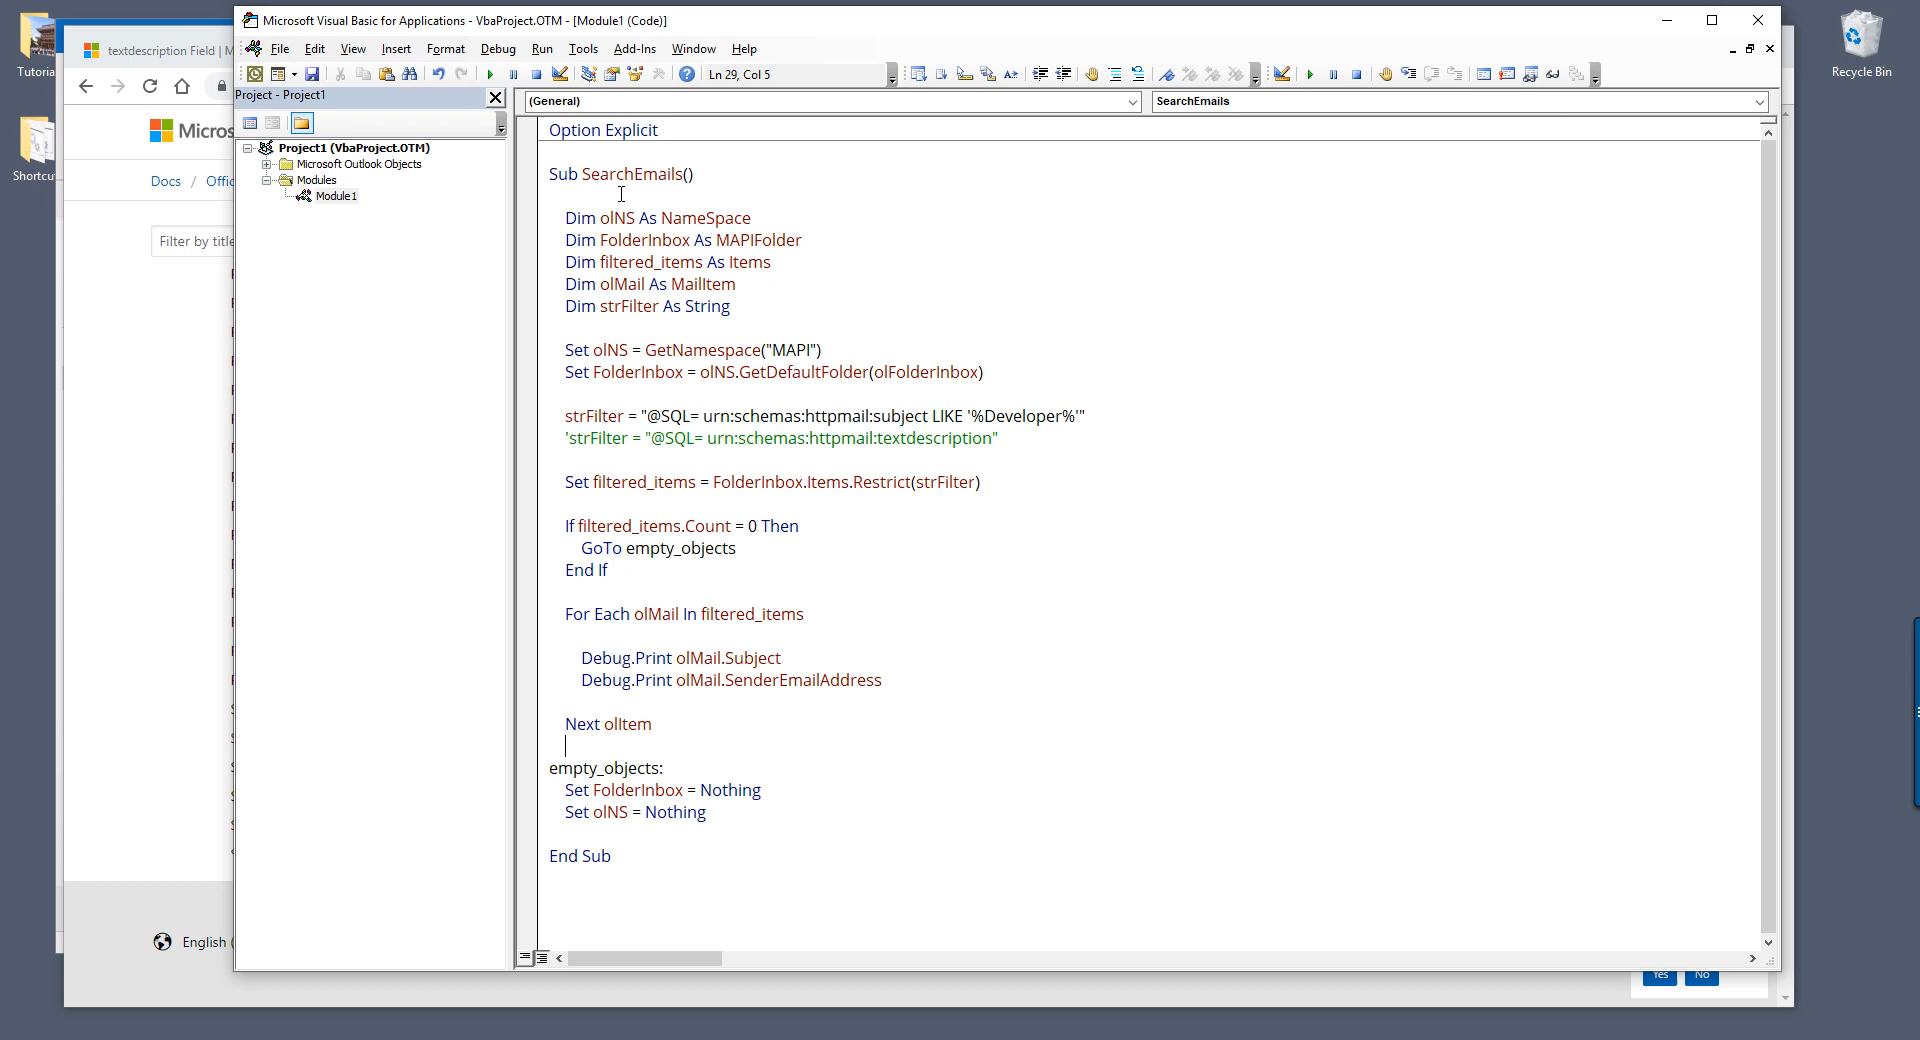 Microsoft Visual Basic for Applications - VbaProject.OTM - [Module1 (Code)]
File Edit View Insert Format Debug Run Tools Add-Ins Window Help
Ln 29, Col 5
Project - Project1
(General)
SearchEmails
Project1 (VbaProject.OTM)
Microsoft Outlook Objects
Modules
Module1
Option Explicit
Sub SearchEmails()
Dim olNS As NameSpace
Dim FolderInbox As MAPIFolder
Dim filtered_items As Items
Dim olMail As MailItem
Dim strFilter As String
Set olNS = GetNamespace("MAPI")
Set FolderInbox = olNS.GetDefaultFolder(olFolderInbox)
strFilter = "@SQL= urn:schemas:httpmail:subject LIKE '%Developer%'"
'strFilter = "@SQL= urn:schemas:httpmail:textdescription"
Set filtered_items = FolderInbox.Items.Restrict(strFilter)
If filtered_items.Count = 0 Then
GoTo empty_objects
End If
For Each olMail In filtered_items
Debug.Print olMail.Subject
Debug.Print olMail.SenderEmailAddress
Next olItem
empty_objects:
Set FolderInbox = Nothing
Set olNS = Nothing
End Sub
textdescription Field | M
Micros
Docs / Offic
Filter by title
English (
Yes No
Tutoria
Shortcu
Recycle Bin